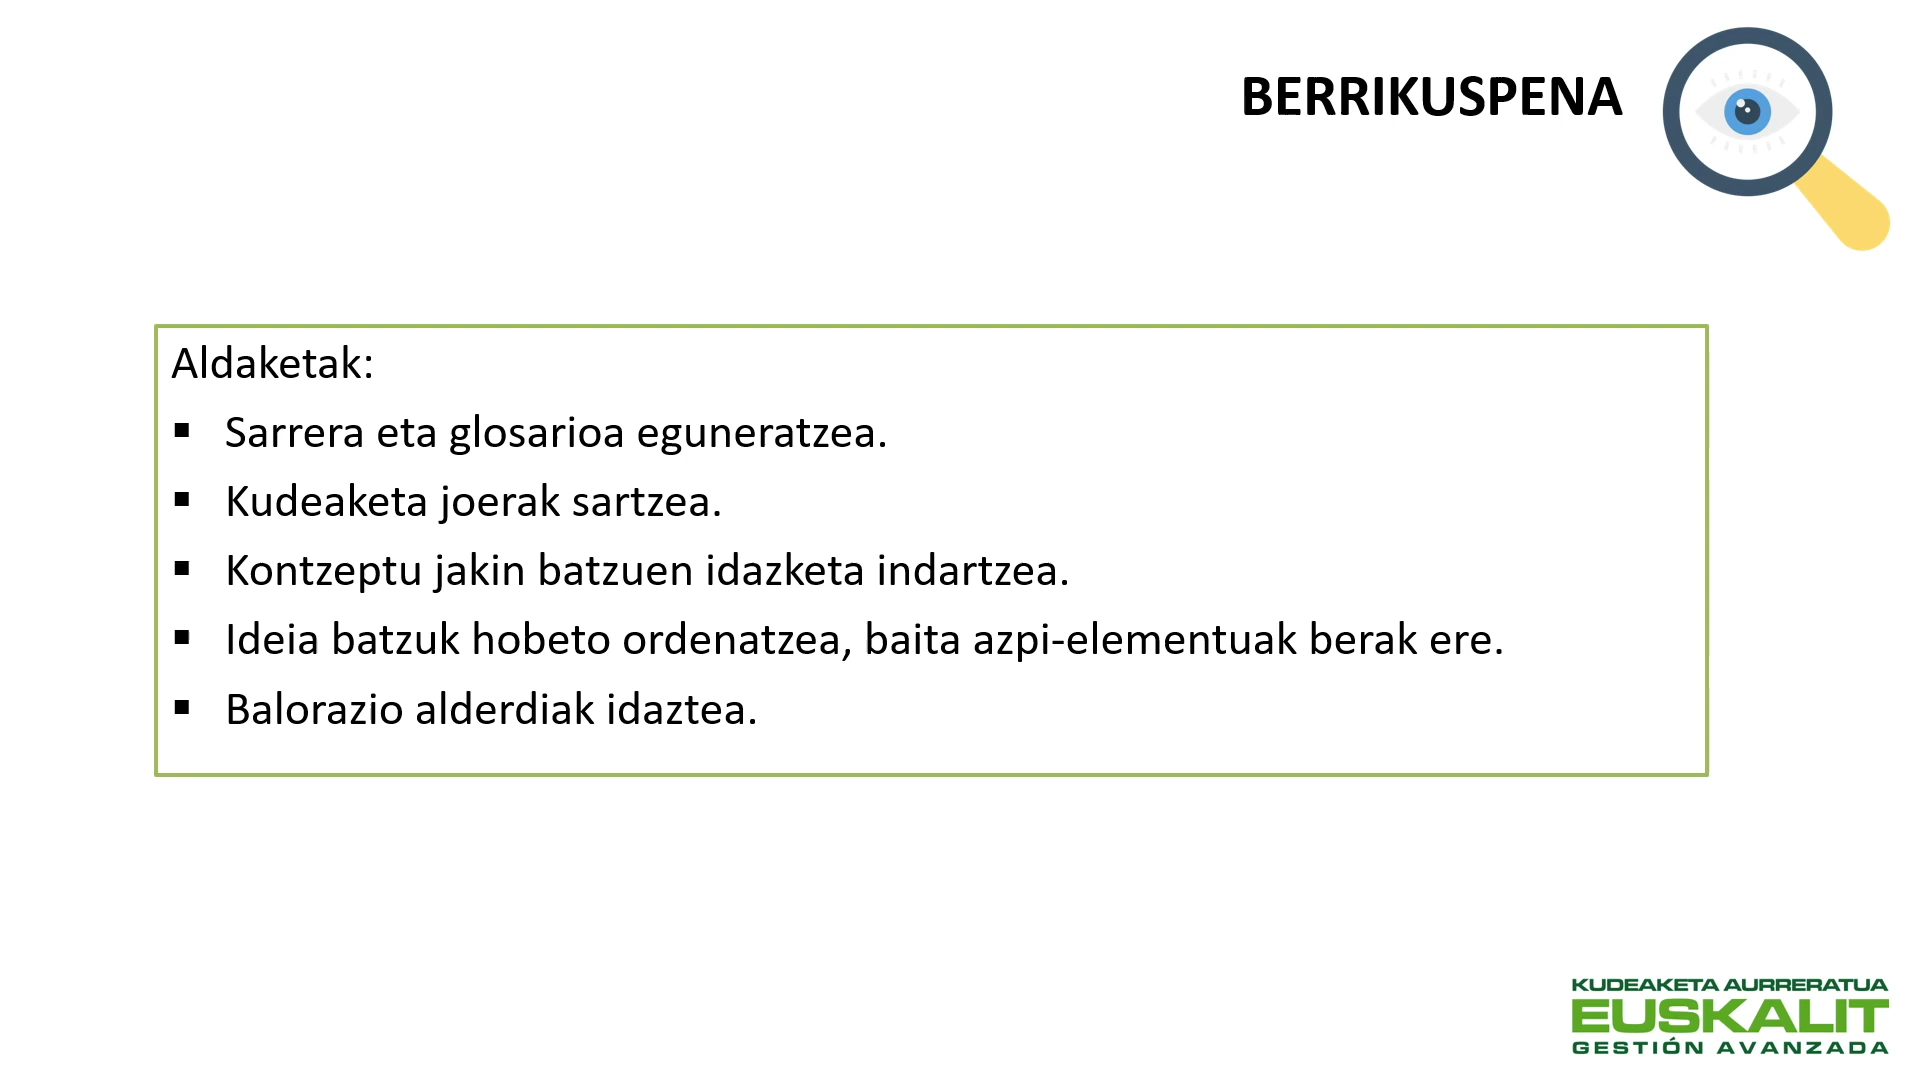 BERRIKUSPENA
Aldaketak:
▪ Sarrera eta glosarioa eguneratzea.
▪ Kudeaketa joerak sartzea.
▪ Kontzeptu jakin batzuen idazketa indartzea.
▪ Ideia batzuk hobeto ordenatzea, baita azpi-elementuak berak ere.
▪ Balorazio alderdiak idaztea.
KUDEAKETA AURRERATUA
EUSKALIT
GESTIÓN AVANZADA